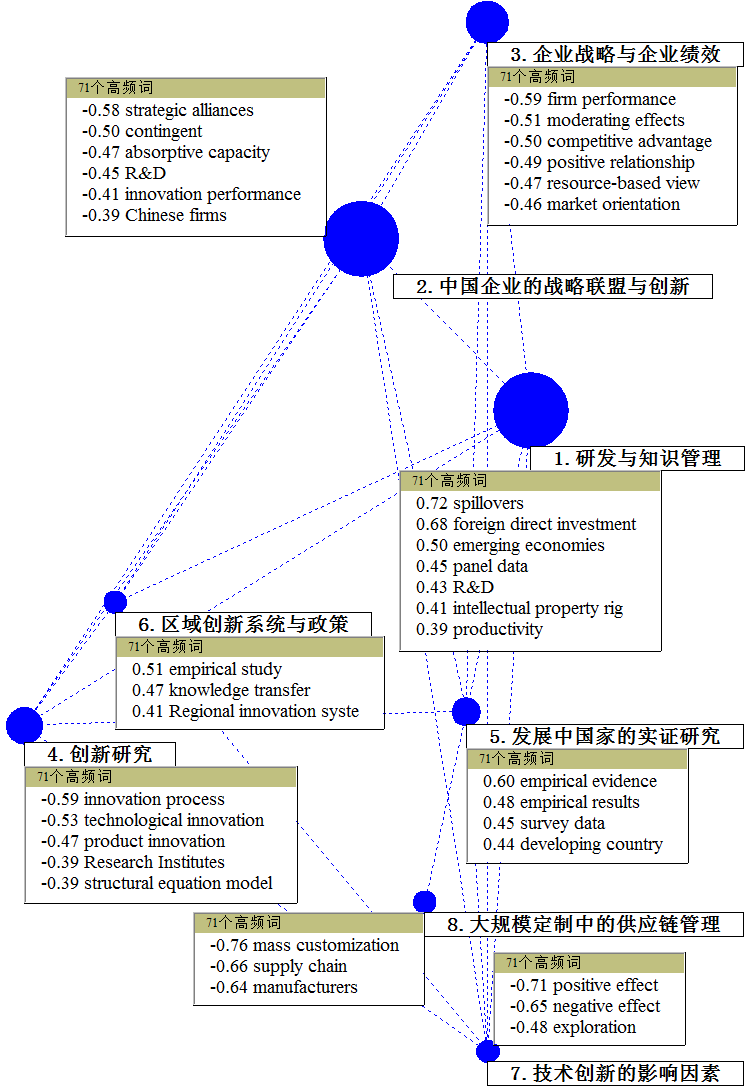 3. 企业战略与企业绩效
71个高频词
-0.59 firm performance
-0.51 moderating effects
-0.50 competitive advantage
-0.49 positive relationship
-0.47 resource-based view
-0.46 market orientation
71个高频词
-0.58 strategic alliances
-0.50 contingent
-0.47 absorptive capacity
-0.45 R&D
-0.41 innovation performance
-0.39 Chinese firms
2. 中国企业的战略联盟与创新
1. 研发与知识管理
71个高频词
0.72 spillovers
0.68 foreign direct investment
0.50 emerging economies
0.45 panel data
0.43 R&D
0.41 intellectual property rig
0.39 productivity
6. 区域创新系统与政策
71个高频词
0.51 empirical study
0.47 knowledge transfer
0.41 Regional innovation syste
4. 创新研究
71个高频词
-0.59 innovation process
-0.53 technological innovation
-0.47 product innovation
-0.39 Research Institutes
-0.39 structural equation model
5. 发展中国家的实证研究
71个高频词
0.60 empirical evidence
0.48 empirical results
0.45 survey data
0.44 developing country
8. 大规模定制中的供应链管理
71个高频词
-0.76 mass customization
-0.66 supply chain
-0.64 manufacturers
71个高频词
-0.71 positive effect
-0.65 negative effect
-0.48 exploration
7. 技术创新的影响因素